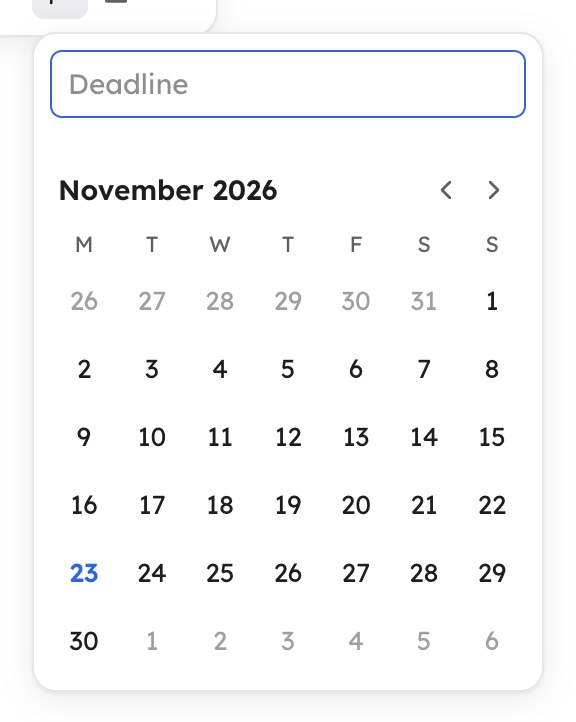 Deadline
November 2026
M T W T F S S
26 27 28 29 30 31 1
2 3 4 5 6 7 8
9 10 11 12 13 14 15
16 17 18 19 20 21 22
23 24 25 26 27 28 29
30 1 2 3 4 5 6